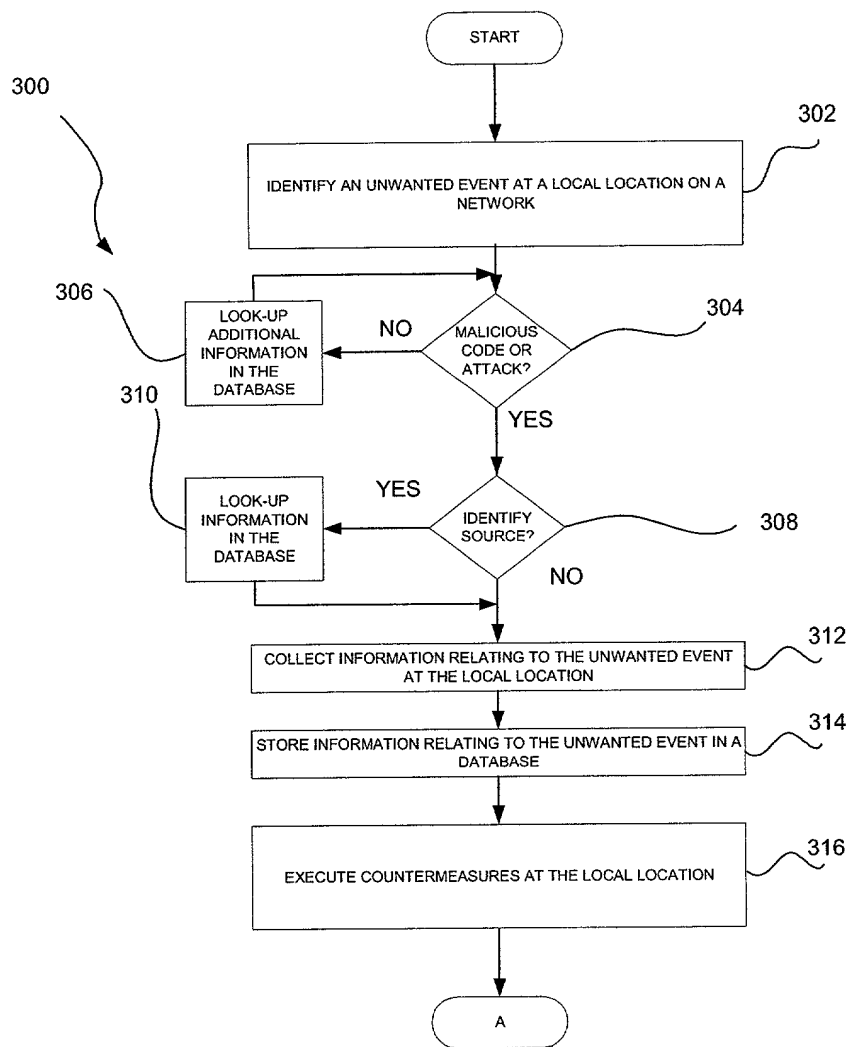 START
300
302
IDENTIFY AN UNWANTED EVENT AT A LOCAL LOCATION ON A
NETWORK
306
LOOK-UP
ADDITIONAL
INFORMATION
IN THE
DATABASE
NO
MALICIOUS
CODE OR
ATTACK?
304
YES
310
LOOK-UP
INFORMATION
IN THE
DATABASE
YES
IDENTIFY
SOURCE?
308
NO
312
COLLECT INFORMATION RELATING TO THE UNWANTED EVENT
AT THE LOCAL LOCATION
314
STORE INFORMATION RELATING TO THE UNWANTED EVENT IN A
DATABASE
316
EXECUTE COUNTERMEASURES AT THE LOCAL LOCATION
A